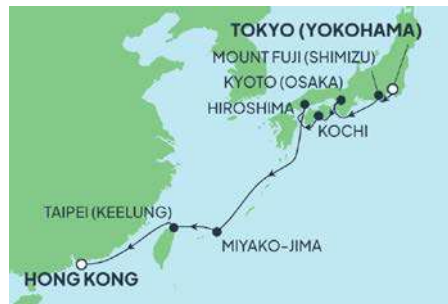 TOKYO (YOKOHAMA)
MOUNT FUJI (SHIMIZU)
KYOTO (OSAKA)
HIROSHIMA
KOCHI
TAIPEI (KEELUNG)
MIYAKO-JIMA
HONG KONG